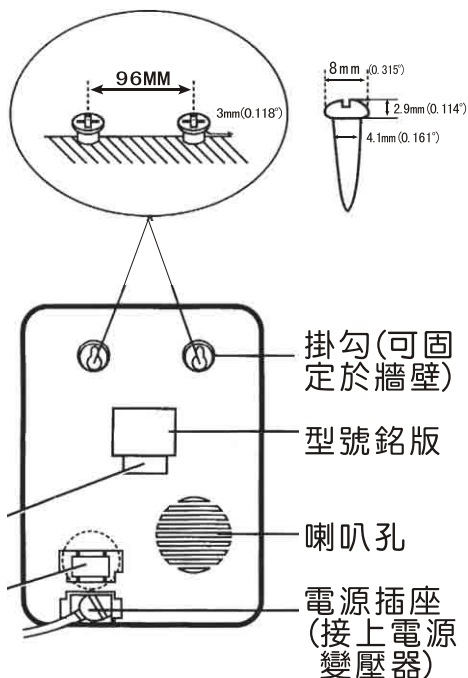 96MM
3mm(0.118")
8mm (0.315")
2.9mm(0.114")
4.1mm(0.161")
掛勾(可固
定於牆壁)
型號銘版
喇叭孔
電源插座
(接上電源
變壓器)